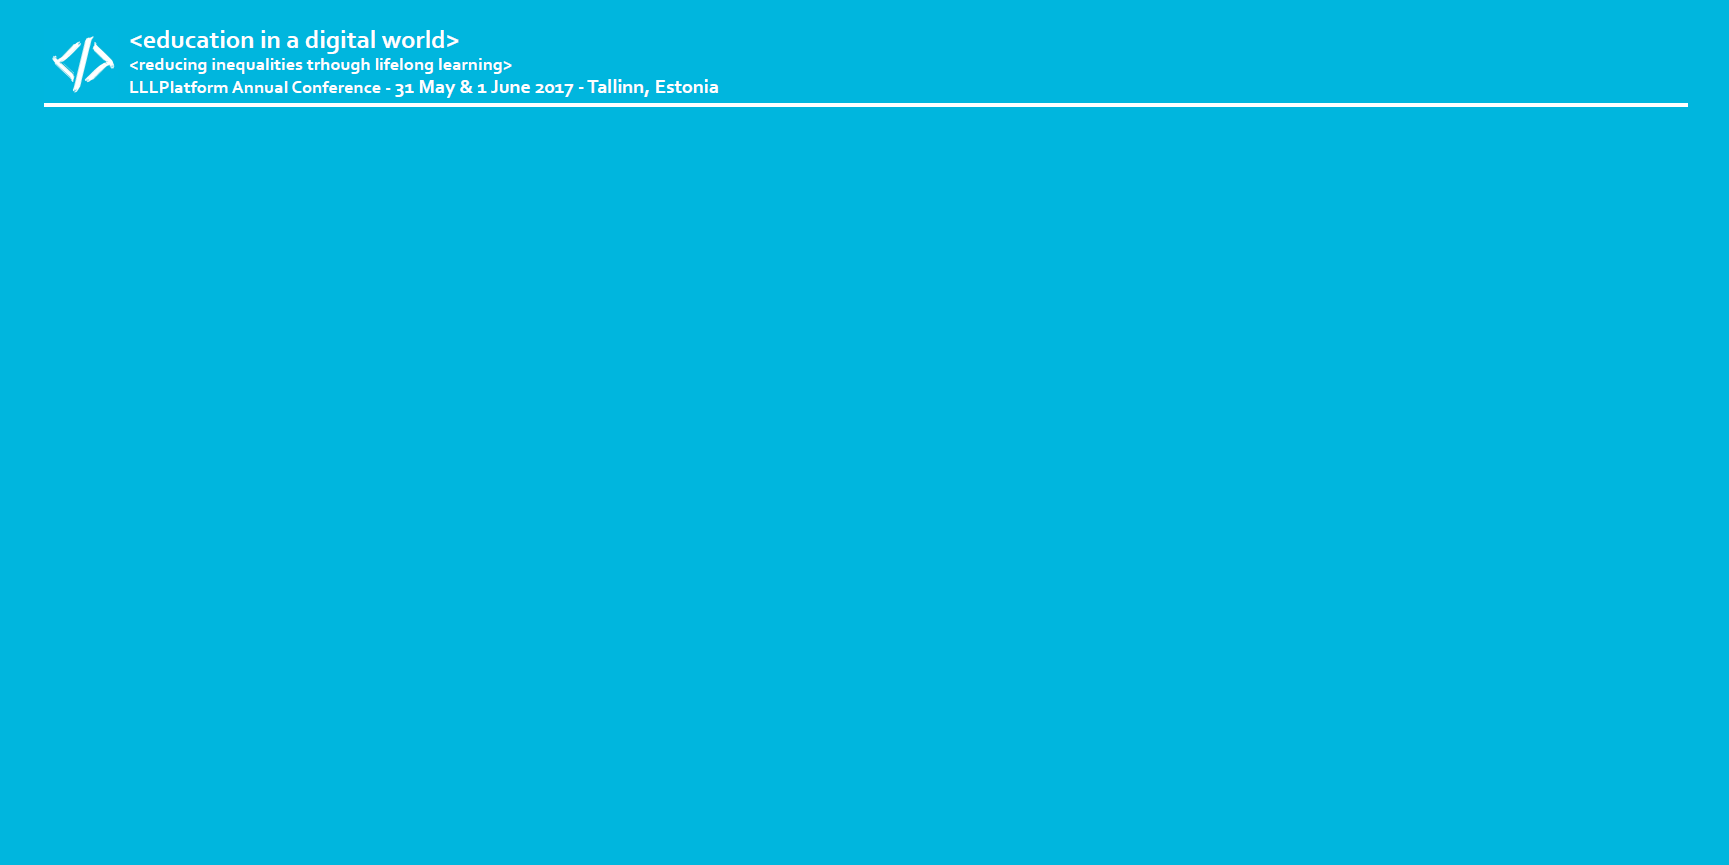 <education in a digital world>
<reducing inequalities trhough lifelong learning>
LLLPlatform Annual Conference - 31 May & 1 June 2017 - Tallinn, Estonia